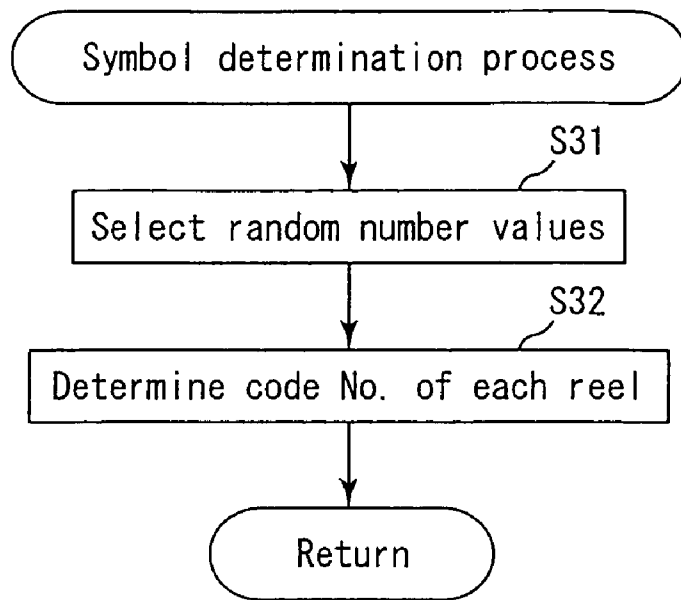 Symbol determination process
S31
Select random number values
S32
Determine code No. of each reel
Return